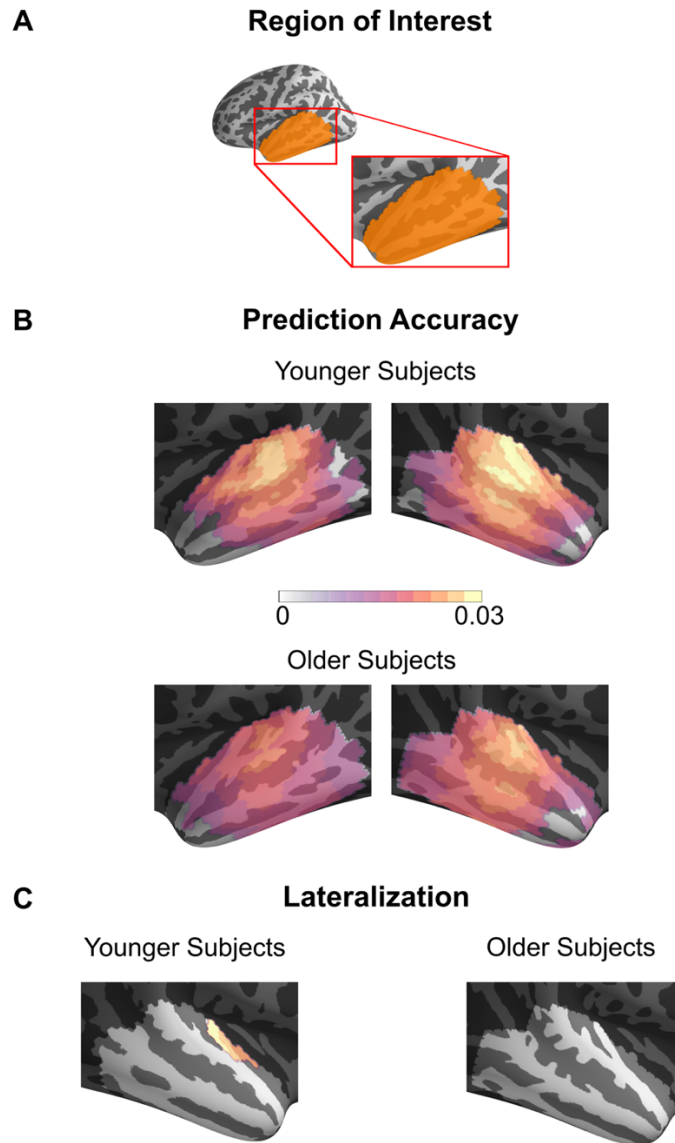 A
Region of Interest
B
Prediction Accuracy
Younger Subjects
0
0.03
Older Subjects
C
Lateralization
Younger Subjects
Older Subjects